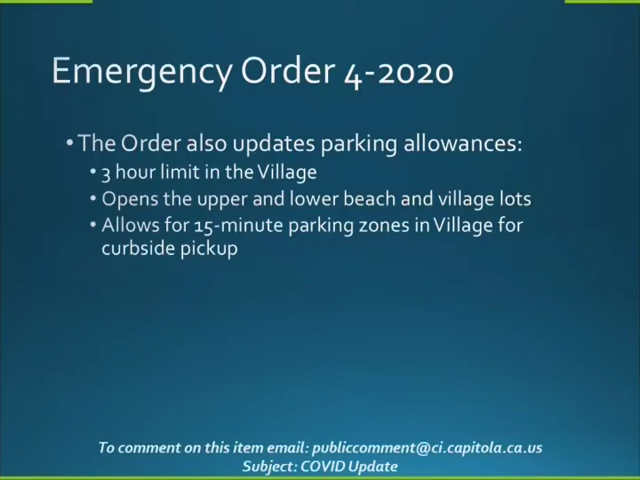 Emergency Order 4-2020
• The Order also updates parking allowances:
• 3 hour limit in the Village
• Opens the upper and lower beach and village lots
• Allows for 15-minute parking zones in Village for
curbside pickup
To comment on this item email: publiccomment@ci.capitola.ca.us
Subject: COVID Update